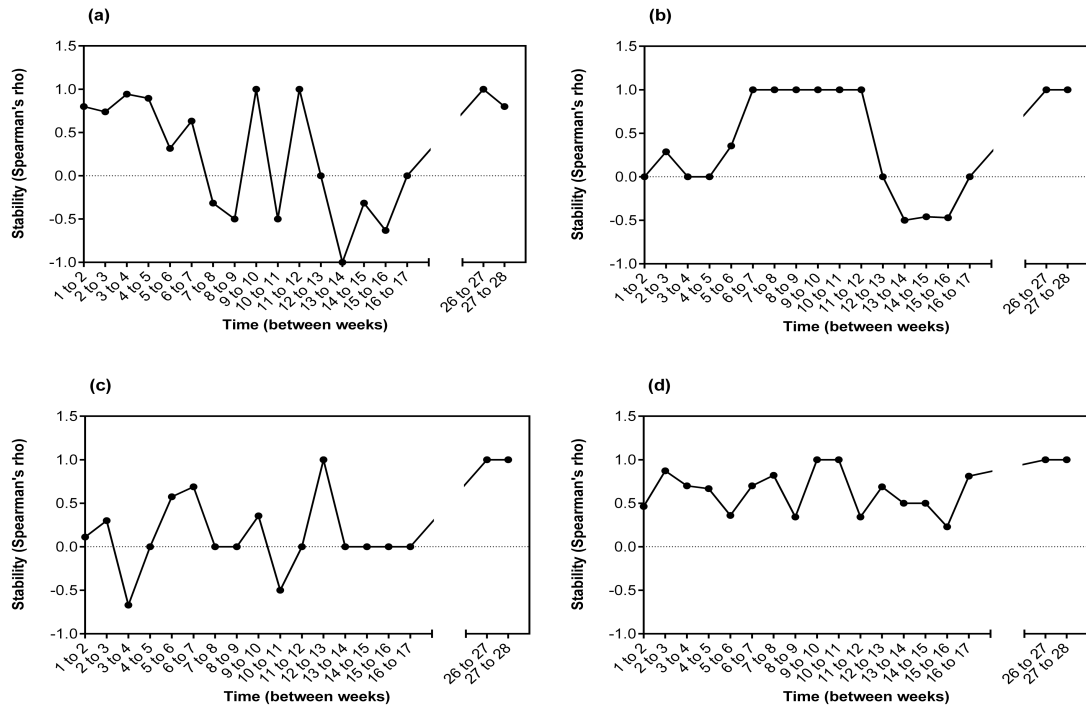 (a)
1.5
1.0
0.5
0.0
-0.5
-1.0
Stability (Spearman's rho)
1 to 2
2 to 3
3 to 4
4 to 5
5 to 6
6 to 7
7 to 8
8 to 9
9 to 10
10 to 11
11 to 12
12 to 13
13 to 14
14 to 15
15 to 16
16 to 17
26 to 27
27 to 28
Time (between weeks)
(b)
1.5
1.0
0.5
0.0
-0.5
-1.0
Stability (Spearman's rho)
1 to 2
2 to 3
3 to 4
4 to 5
5 to 6
6 to 7
7 to 8
8 to 9
9 to 10
10 to 11
11 to 12
12 to 13
13 to 14
14 to 15
15 to 16
16 to 17
26 to 27
27 to 28
Time (between weeks)
(c)
1.5
1.0
0.5
0.0
-0.5
-1.0
Stability (Spearman's rho)
1 to 2
2 to 3
3 to 4
4 to 5
5 to 6
6 to 7
7 to 8
8 to 9
9 to 10
10 to 11
11 to 12
12 to 13
13 to 14
14 to 15
15 to 16
16 to 17
26 to 27
27 to 28
Time (between weeks)
(d)
1.5
1.0
0.5
0.0
-0.5
-1.0
Stability (Spearman's rho)
1 to 2
2 to 3
3 to 4
4 to 5
5 to 6
6 to 7
7 to 8
8 to 9
9 to 10
10 to 11
11 to 12
12 to 13
13 to 14
14 to 15
15 to 16
16 to 17
26 to 27
27 to 28
Time (between weeks)